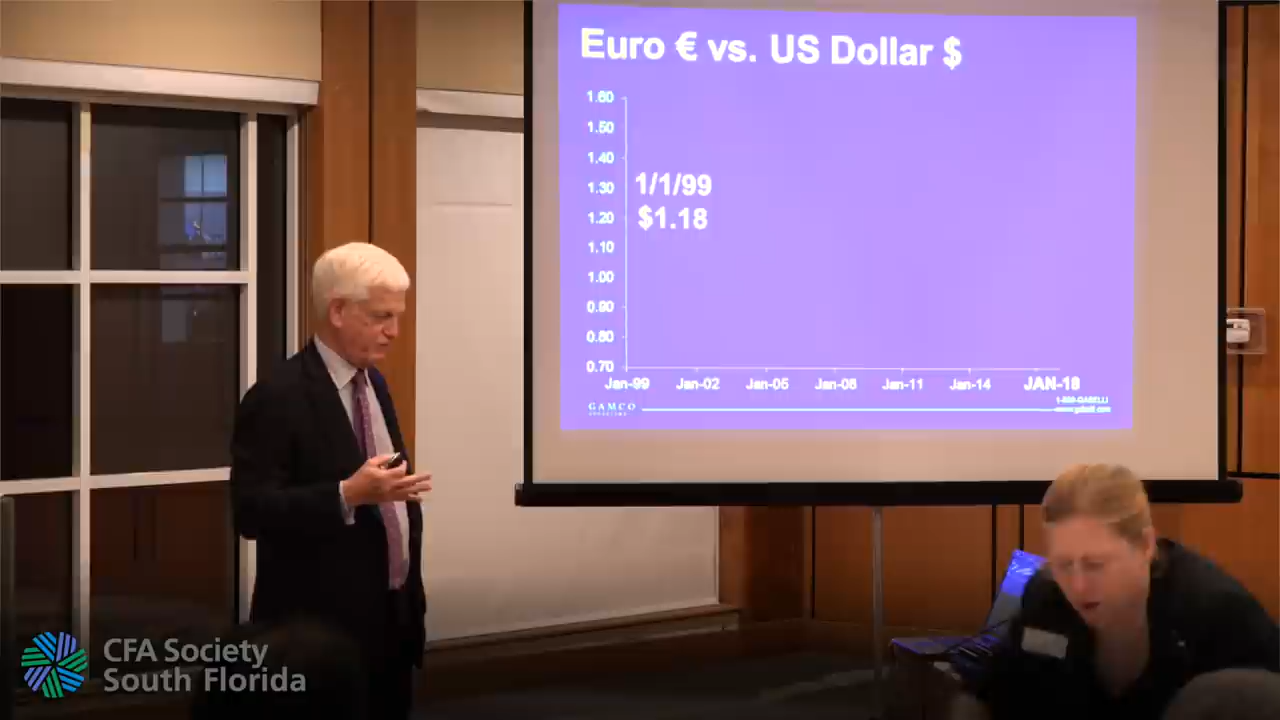 Euro € vs. US Dollar $
1.60
1.50
1.40
1.30
1.20
1.10
1.00
0.90
0.80
0.70
1/1/99
$1.18
Jan-99 Jan-02 Jan-05 Jan-08 Jan-11 Jan-14 JAN-18
GAMCO
CFA Society
South Florida